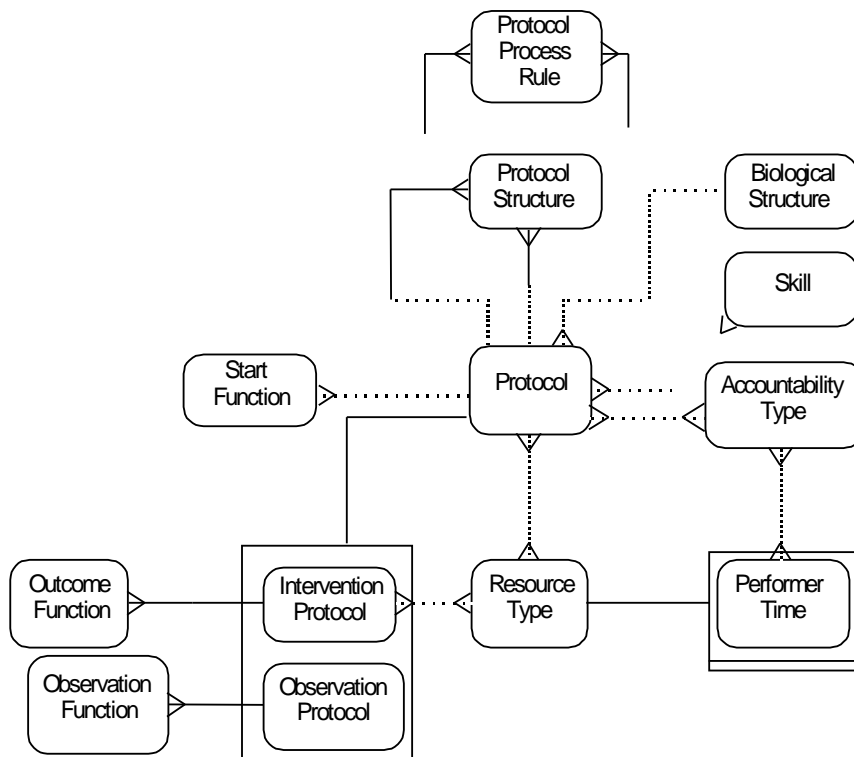 Protocol
Process
Rule
Protocol
Structure
Biological
Structure
Skill
Start
Function
Protocol
Accountability
Type
Outcome
Function
Intervention
Protocol
Resource
Type
Performer
Time
Observation
Function
Observation
Protocol